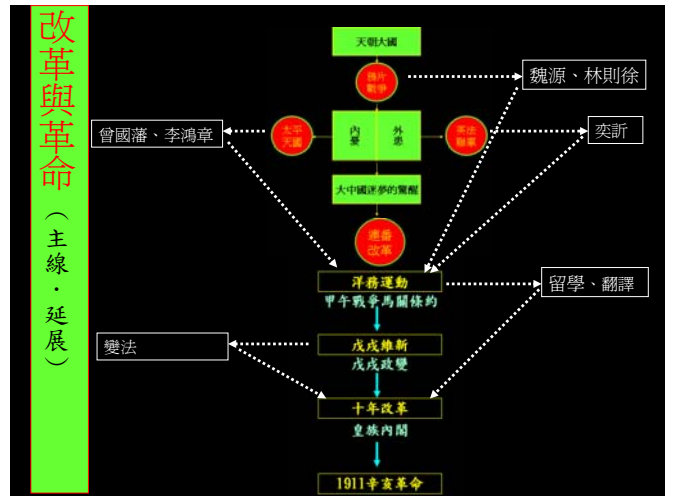 改革與革命（主線．延展）
天朝大國
鴉片
戰爭
魏源、林則徐
曾國藩、李鴻章
太平
天國
內憂
外患
英法
聯軍
奕訢
大中國迷夢的驚醒
連番
改革
洋務運動
甲午戰爭馬關條約
留學、翻譯
變法
戊戌維新
戊戌政變
十年改革
皇族內閣
1911辛亥革命